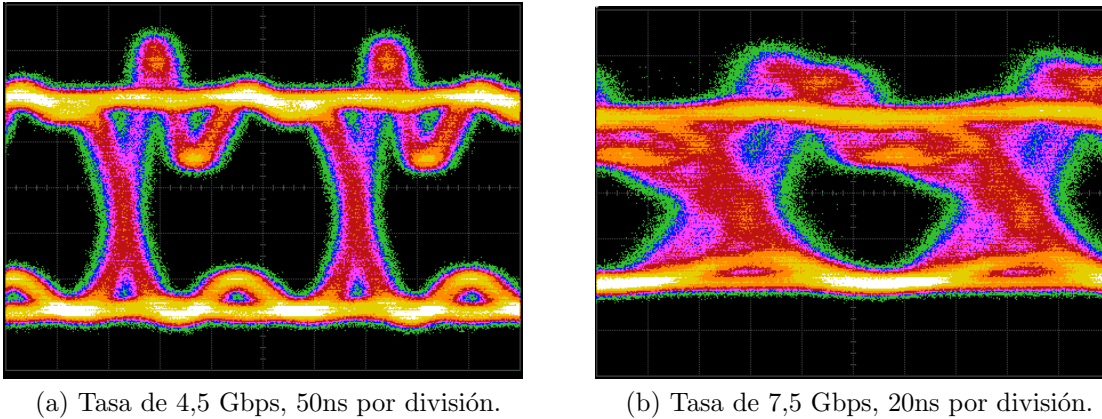 (a) Tasa de 4,5 Gbps, 50ns por división.
(b) Tasa de 7,5 Gbps, 20ns por división.